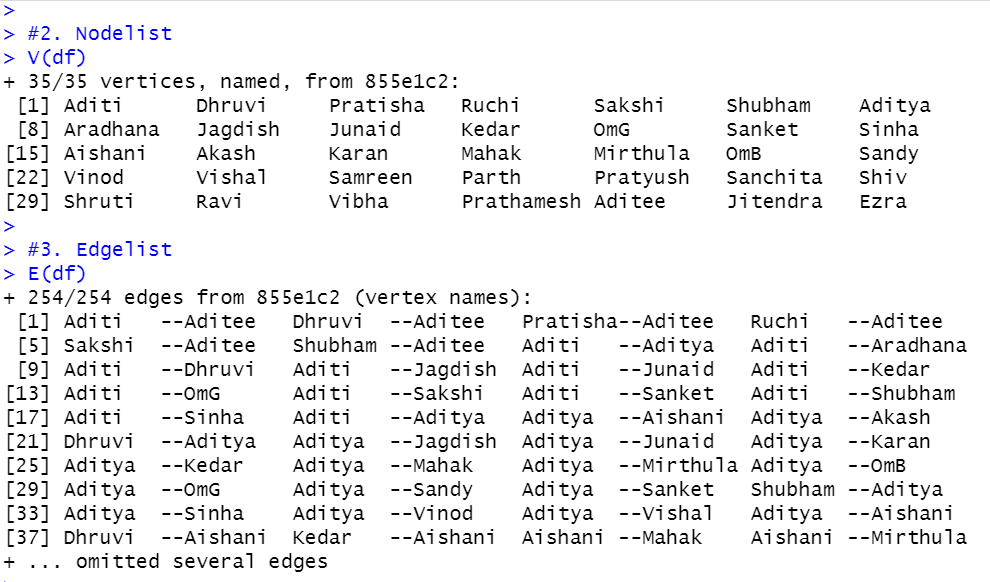 >
> #2. Nodelist
> V(df)
+ 35/35 vertices, named, from 855e1c2:
 [1] Aditi      Dhruvi     Pratisha   Ruchi      Sakshi     Shubham    Aditya
 [8] Aradhana   Jagdish    Junaid     Kedar      OmG        Sanket     Sinha
[15] Aishani    Akash      Karan      Mahak      Mirthula   OmB        Sandy
[22] Vinod      Vishal     Samreen    Parth      Pratyush   Sanchita   Shiv
[29] Shruti     Ravi       Vibha      Prathamesh Aditee     Jitendra   Ezra
>
> #3. Edgelist
> E(df)
+ 254/254 edges from 855e1c2 (vertex names):
 [1] Aditi   --Aditee   Dhruvi  --Aditee   Pratisha--Aditee   Ruchi   --Aditee
 [5] Sakshi  --Aditee   Shubham --Aditee   Aditi   --Aditya   Aditi   --Aradhana
 [9] Aditi   --Dhruvi   Aditi   --Jagdish  Aditi   --Junaid   Aditi   --Kedar
[13] Aditi   --OmG      Aditi   --Sakshi   Aditi   --Sanket   Aditi   --Shubham
[17] Aditi   --Sinha    Aditi   --Aditya   Aditya  --Aishani  Aditya  --Akash
[21] Dhruvi  --Aditya   Aditya  --Jagdish  Aditya  --Junaid   Aditya  --Karan
[25] Aditya  --Kedar    Aditya  --Mahak    Aditya  --Mirthula Aditya  --OmB
[29] Aditya  --OmG      Aditya  --Sandy    Aditya  --Sanket   Shubham --Aditya
[33] Aditya  --Sinha    Aditya  --Vinod    Aditya  --Vishal   Aditya  --Aishani
[37] Dhruvi  --Aishani  Kedar   --Aishani  Aishani --Mahak    Aishani --Mirthula
+ ... omitted several edges